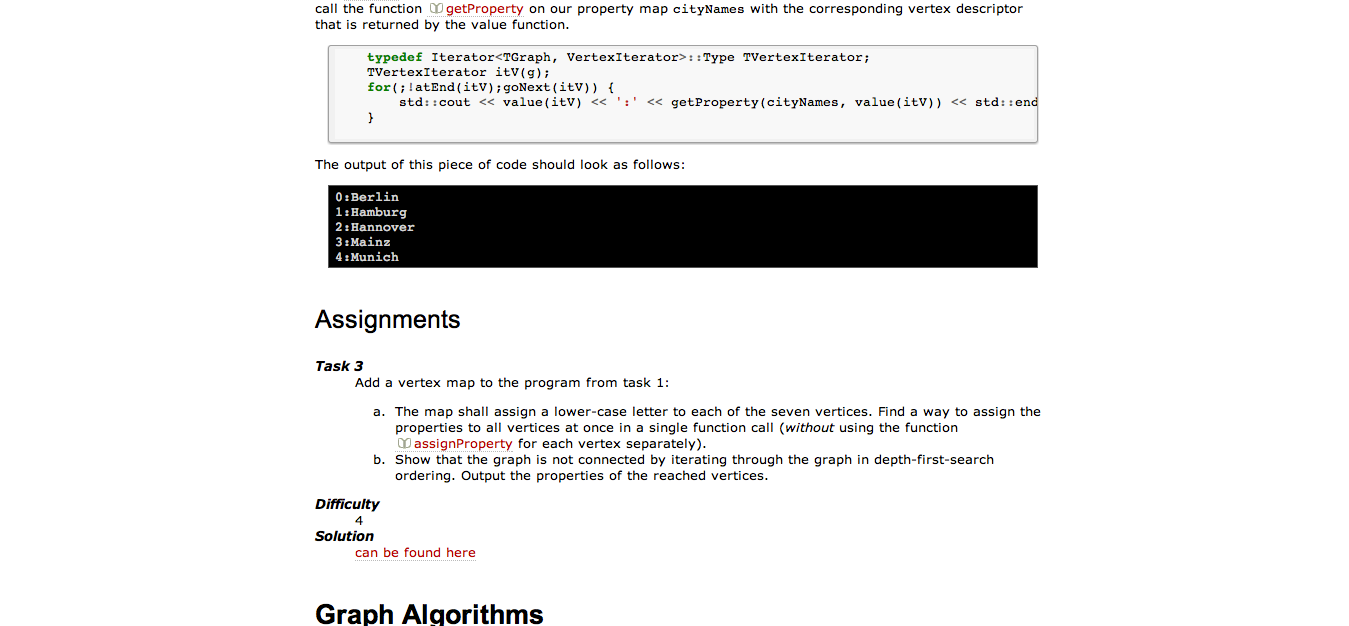 call the function getProperty on our property map cityNames with the corresponding vertex descriptor
that is returned by the value function.
typedef Iterator<TGraph, VertexIterator>::Type TVertexIterator;
TVertexIterator itV(g);
for(;!atEnd(itV);goNext(itV)) {
std::cout << value(itV) << ':' << getProperty(cityNames, value(itV)) << std::end
}
The output of this piece of code should look as follows:
0:Berlin
1:Hamburg
2:Hannover
3:Mainz
4:Munich
Assignments
Task 3
Add a vertex map to the program from task 1:
a. The map shall assign a lower-case letter to each of the seven vertices. Find a way to assign the
properties to all vertices at once in a single function call (without using the function
assignProperty for each vertex separately).
b. Show that the graph is not connected by iterating through the graph in depth-first-search
ordering. Output the properties of the reached vertices.
Difficulty
4
Solution
can be found here
Graph Algorithms